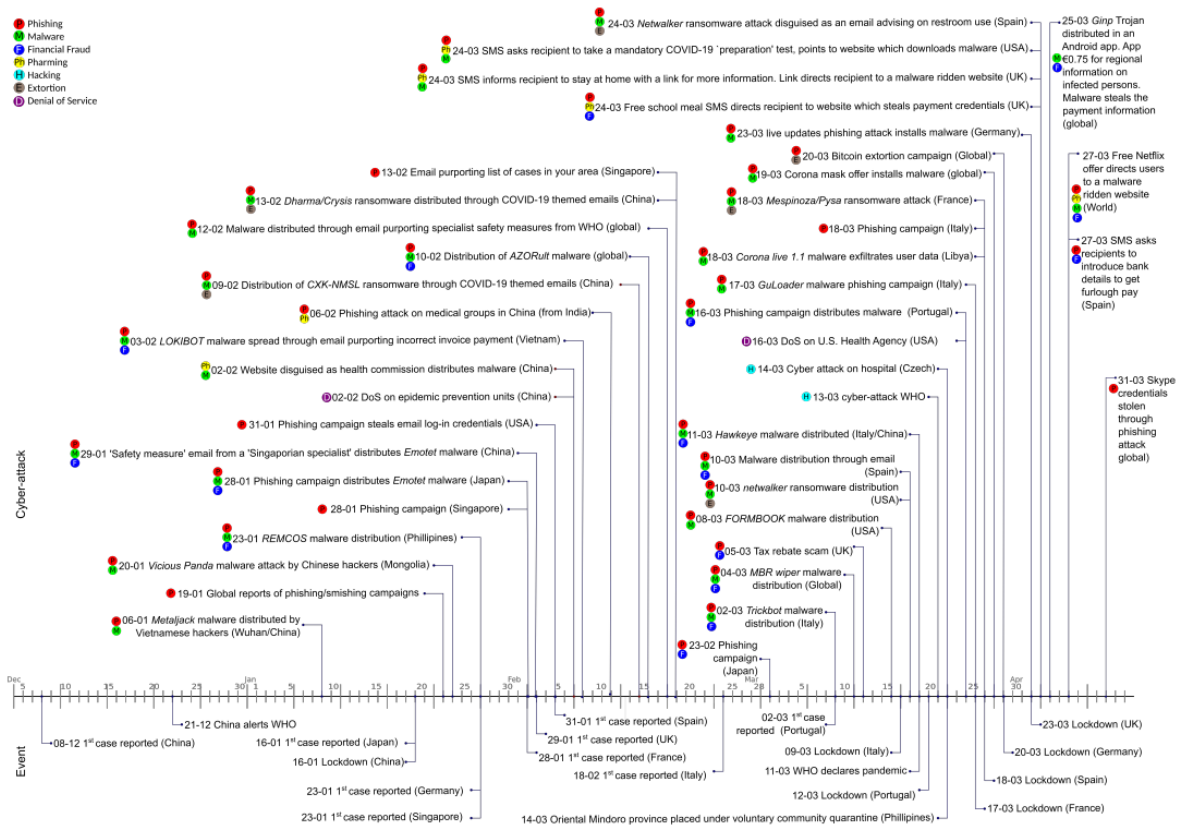 P Phishing
M Malware
F Financial Fraud
Ph Pharming
H Hacking
E Extortion
D Denial of Service
24-03 Netwalker ransomware attack disguised as an email advising on restroom use (Spain)
24-03 SMS asks recipient to take a mandatory COVID-19 `preparation' test, points to website which downloads malware (USA)
24-03 SMS informs recipient to stay at home with a link for more information. Link directs recipient to a malware ridden website (UK)
24-03 Free school meal SMS directs recipient to website which steals payment credentials (UK)
23-03 live updates phishing attack installs malware (Germany)
20-03 Bitcoin extortion campaign (Global)
19-03 Corona mask offer installs malware (global)
18-03 Mespinoza/Pysa ransomware attack (France)
18-03 Phishing campaign (Italy)
18-03 Corona live 1.1 malware exfiltrates user data (Libya)
17-03 GuLoader malware phishing campaign (Italy)
16-03 Phishing campaign distributes malware (Portugal)
16-03 DoS on U.S. Health Agency (USA)
14-03 Cyber attack on hospital (Czech)
13-03 cyber-attack WHO
11-03 Hawkeye malware distributed (Italy/China)
10-03 Malware distribution through email
(Spain)
10-03 netwalker ransomware distribution
(USA)
08-03 FORMBOOK malware distribution
(USA)
05-03 Tax rebate scam (UK)
04-03 MBR wiper malware
distribution (Global)
02-03 Trickbot malware
distribution (Italy)
23-02 Phishing
campaign
(Japan)
25-03 Ginp Trojan
distributed in an
Android app. App
€0.75 for regional
information on
infected persons.
Malware steals the
payment information
(global)
27-03 Free Netflix
offer directs users
to a malware
ridden website
(World)
27-03 SMS asks
recipients to
introduce bank
details to get
furlough pay
(Spain)
31-03 Skype
credentials
stolen
through
phishing
attack
global)
13-02 Email purporting list of cases in your area (Singapore)
13-02 Dharma/Crysis ransomware distributed through COVID-19 themed emails (China)
12-02 Malware distributed through email purporting specialist safety measures from WHO (global)
10-02 Distribution of AZORult malware (global)
09-02 Distribution of CXK-NMSL ransomware through COVID-19 themed emails (China)
06-02 Phishing attack on medical groups in China (from India)
03-02 LOKIBOT malware spread through email purporting incorrect invoice payment (Vietnam)
02-02 Website disguised as health commission distributes malware (China)
02-02 DoS on epidemic prevention units (China)
31-01 Phishing campaign steals email log-in credentials (USA)
29-01 'Safety measure' email from a 'Singaporian specialist' distributes Emotet malware (China)
28-01 Phishing campaign distributes Emotet malware (Japan)
28-01 Phishing campaign (Singapore)
23-01 REMCOS malware distribution (Phillipines)
20-01 Vicious Panda malware attack by Chinese hackers (Mongolia)
19-01 Global reports of phishing/smishing campaigns
06-01 Metaljack malware distributed by
Vietnamese hackers (Wuhan/China)
Cyber-attack
Dec Jan Feb Mar Apr
5 10 15 20 25 30 1 5 10 15 20 25 30 5 10 15 20 25 28 5 10 15 20 25 30
Event
08-12 1st case reported (China)
21-12 China alerts WHO
16-01 1st case reported (Japan)
16-01 Lockdown (China)
23-01 1st case reported (Germany)
23-01 1st case reported (Singapore)
31-01 1st case reported (Spain)
29-01 1st case reported (UK)
28-01 1st case reported (France)
18-02 1st case reported (Italy)
02-03 1st case
reported (Portugal)
09-03 Lockdown (Italy)
11-03 WHO declares pandemic
12-03 Lockdown (Portugal)
14-03 Oriental Mindoro province placed under voluntary community quarantine (Phillipines)
23-03 Lockdown (UK)
20-03 Lockdown (Germany)
18-03 Lockdown (Spain)
17-03 Lockdown (France)